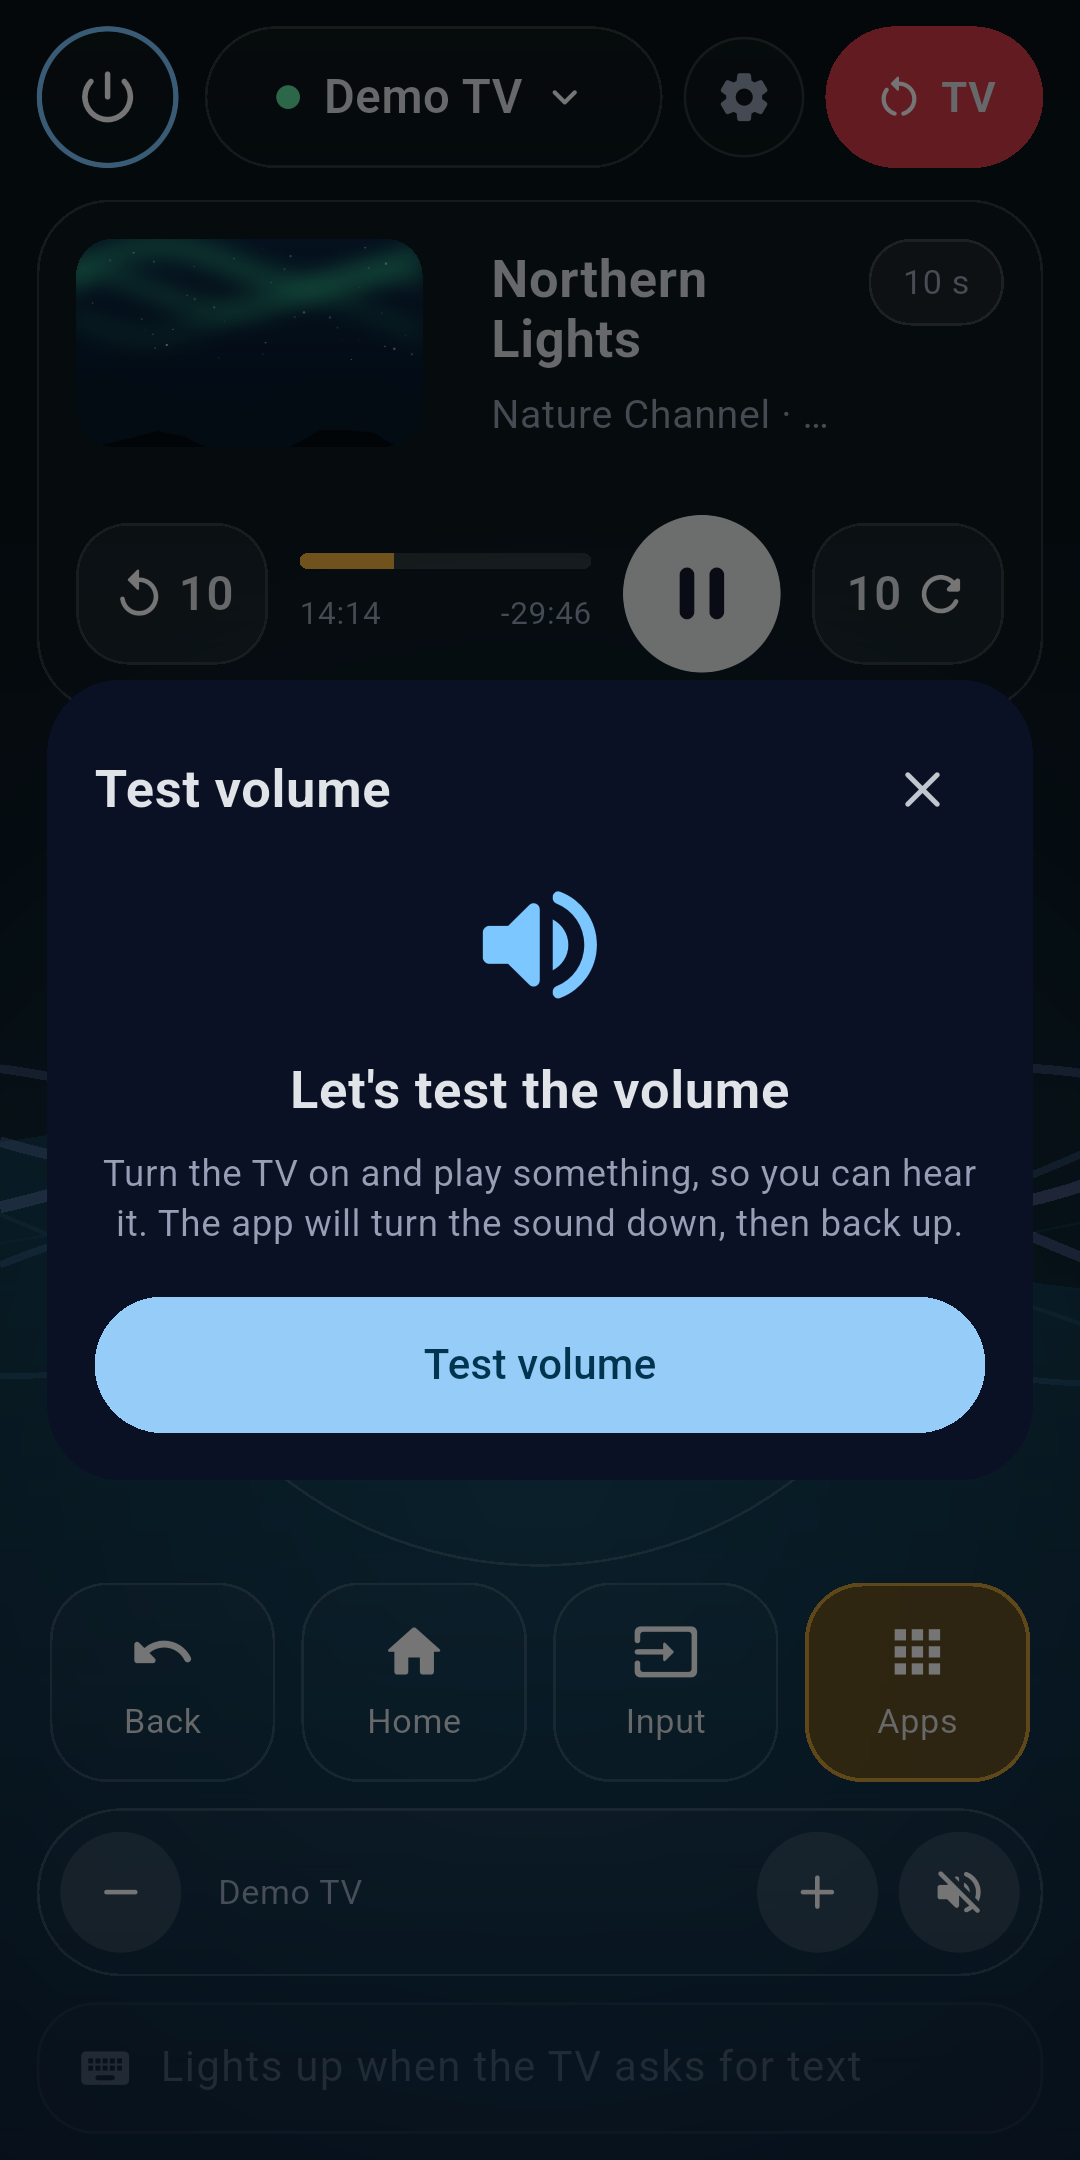 Demo TV
TV
Northern
Lights
10 s
Nature Channel · …
10
14:14
-29:46
10
Test volume
Let's test the volume
Turn the TV on and play something, so you can hear
it. The app will turn the sound down, then back up.
Test volume
Back
Home
Input
Apps
Demo TV
Lights up when the TV asks for text